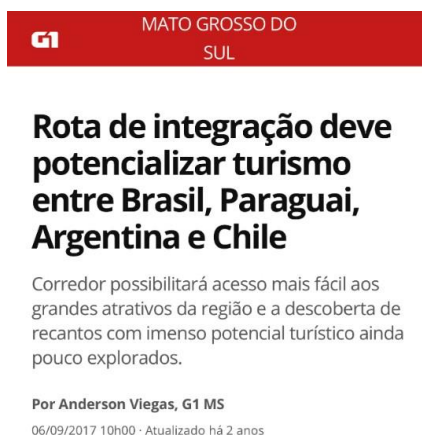 G1
MATO GROSSO DO
SUL
Rota de integração deve
potencializar turismo
entre Brasil, Paraguai,
Argentina e Chile
Corredor possibilitará acesso mais fácil aos
grandes atrativos da região e a descoberta de
recantos com imenso potencial turístico ainda
pouco explorados.
Por Anderson Viegas, G1 MS
06/09/2017 10h00 · Atualizado há 2 anos